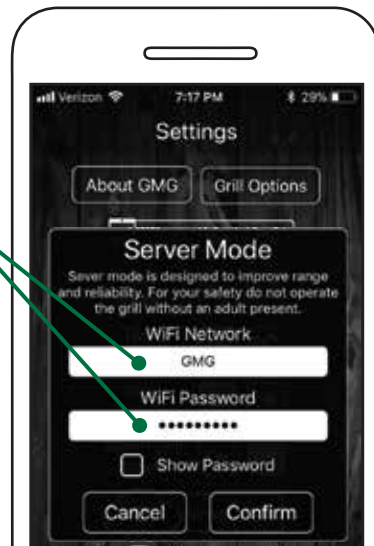 Verizon 7:17 PM 29%
Settings
About GMG Grill Options
Server Mode
Sever mode is designed to improve range
and reliability. For your safety do not operate
the grill without an adult present.
WiFi Network
GMG
WiFi Password
•••••••••
Show Password
Cancel Confirm